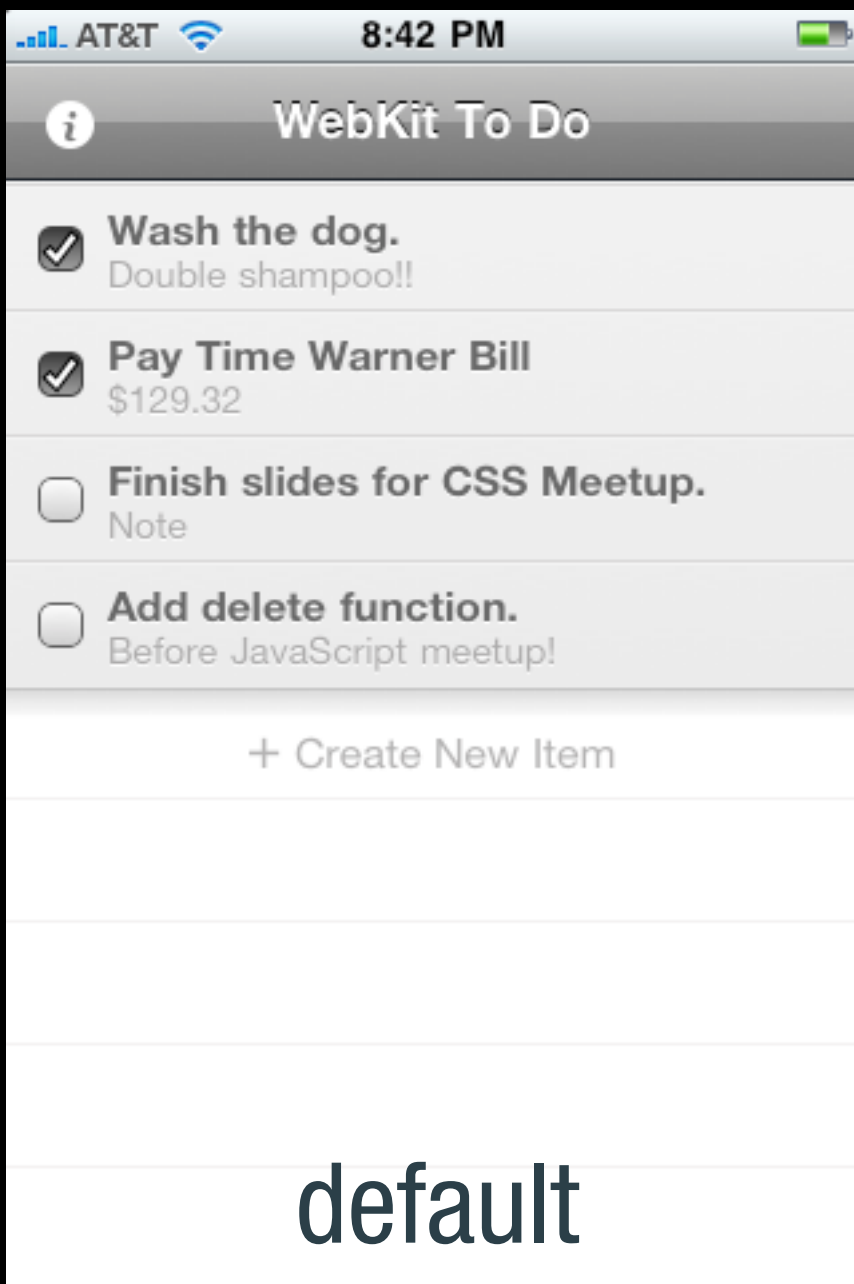 AT&T 8:42 PM
i WebKit To Do
Wash the dog.
Double shampoo!!
Pay Time Warner Bill
$129.32
Finish slides for CSS Meetup.
Note
Add delete function.
Before JavaScript meetup!
+ Create New Item
default